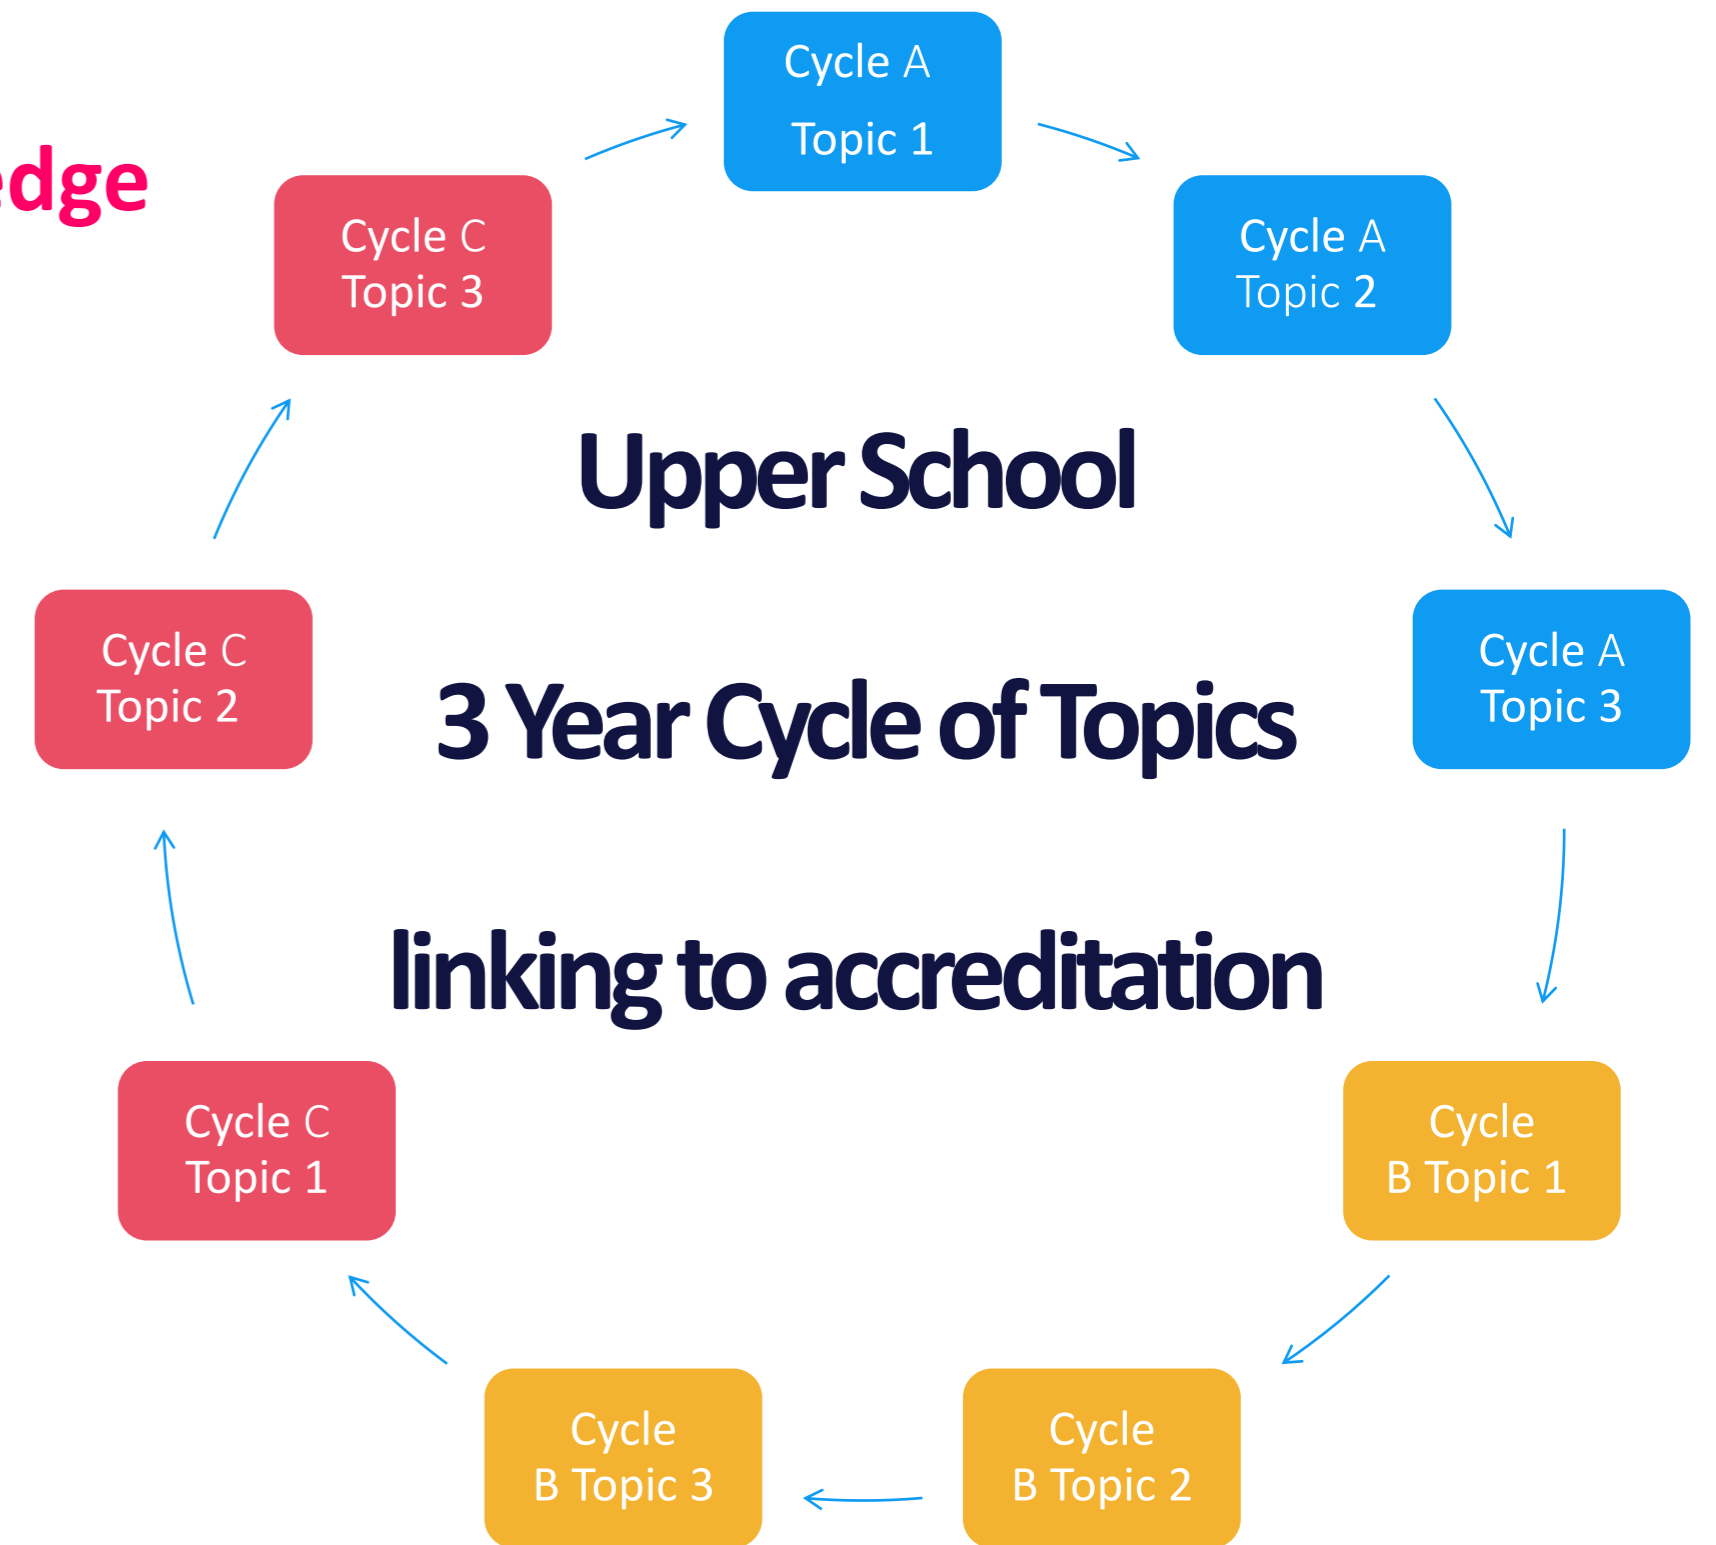 Cycle A
Topic 1
edge
Cycle C
Topic 3
Cycle A
Topic 2
Upper School
Cycle C
Topic 2
3 Year Cycle of Topics
Cycle A
Topic 3
linking to accreditation
Cycle C
Topic 1
Cycle
B Topic 1
Cycle
B Topic 3
Cycle
B Topic 2